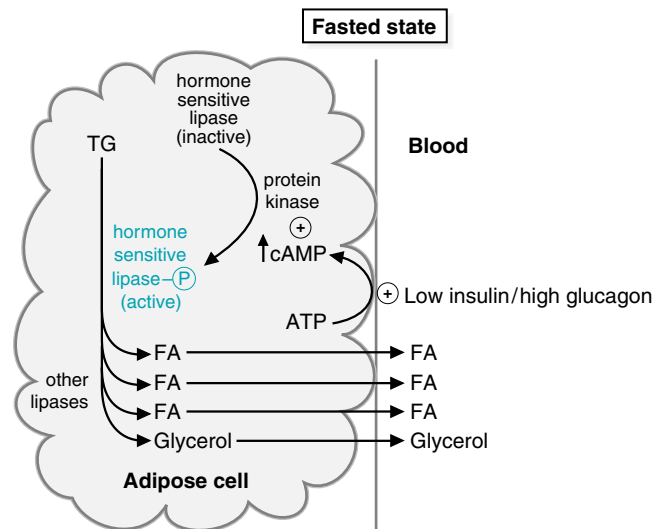 Fasted state
hormone
sensitive
lipase
(inactive)
TG
Blood
protein
kinase
+
cAMP
hormone
sensitive
lipase–P
(active)
+ Low insulin/high glucagon
ATP
FA FA
FA FA
other
lipases
FA FA
Glycerol Glycerol
Adipose cell